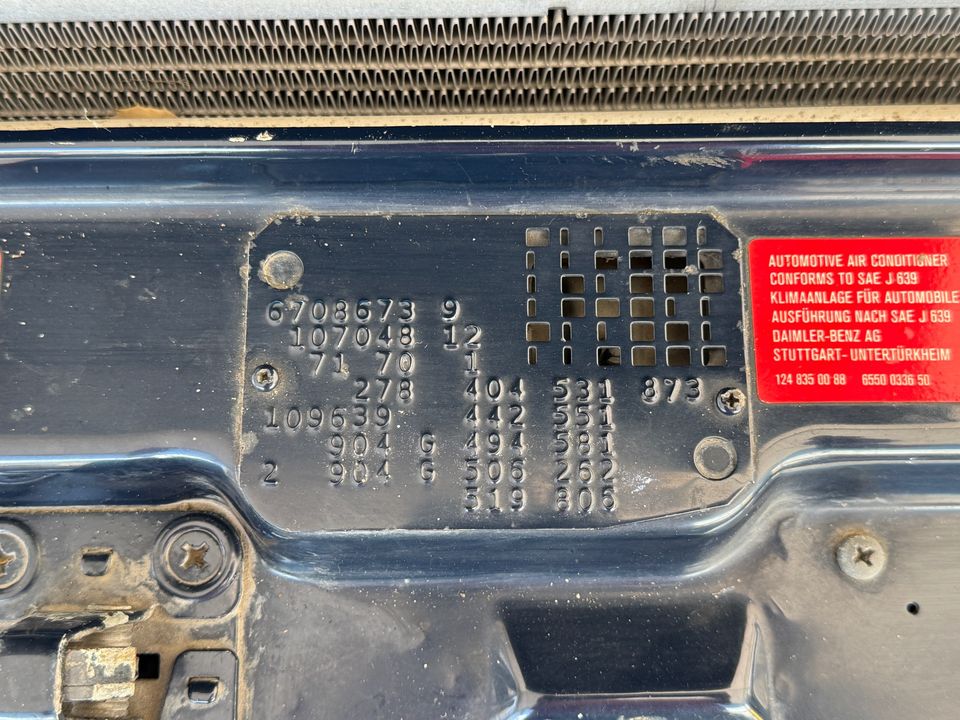 6708673 9
107048 12
71 70 1
278 404 531 873
109639 442 551
904 G 494 581
2 904 G 506 262
519 806
AUTOMOTIVE AIR CONDITIONER
CONFORMS TO SAE J 639
KLIMAANLAGE FÜR AUTOMOBILE
AUSFÜHRUNG NACH SAE J 639
DAIMLER-BENZ AG
STUTTGART-UNTERTÜRKHEIM
124 835 00 88 6550 0336 50